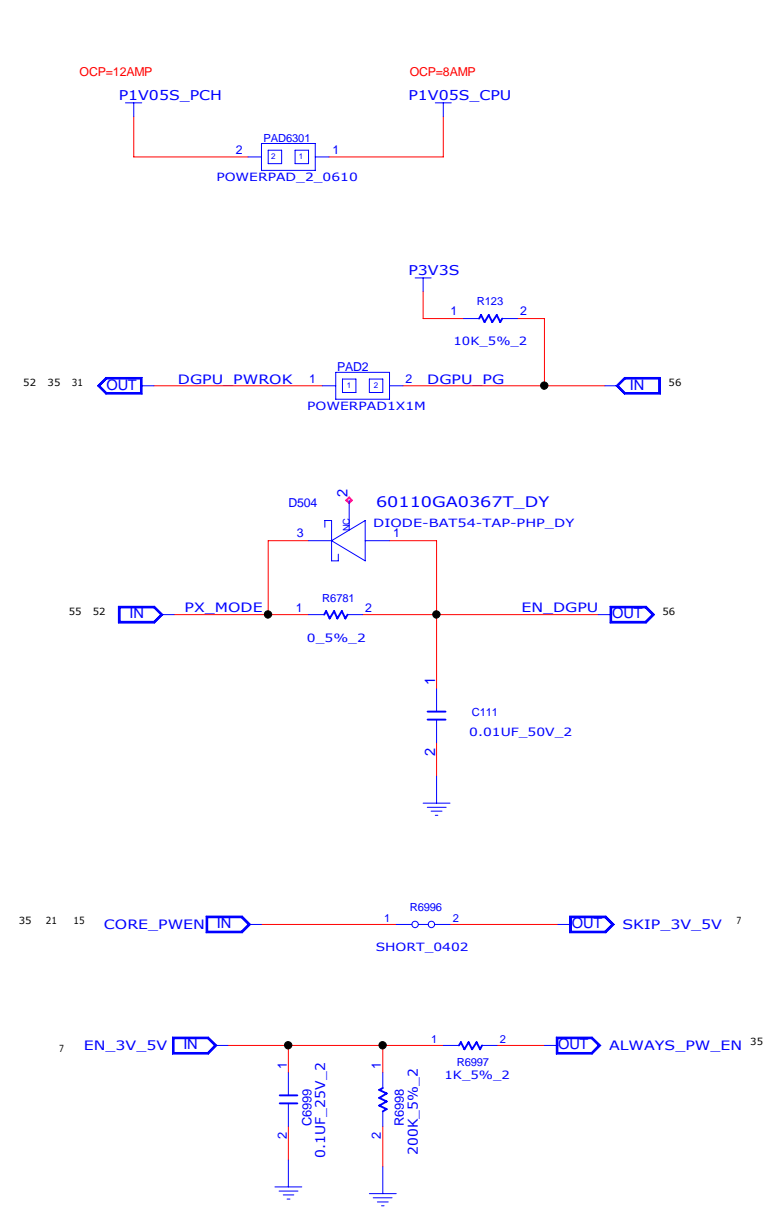 OCP=12AMP
OCP=8AMP
P1V05S_PCH
P1V05S_CPU
PAD6301
2 2 1 1
POWERPAD_2_0610
P3V3S
R123
1 2
10K_5%_2
PAD2
52 35 31 OUT DGPU_PWROK 1 1 2 2 DGPU_PG IN 56
POWERPAD1X1M
2
D504
60110GA0367T_DY
NC
DIODE-BAT54-TAP-PHP_DY
3 1
R6781
55 52 IN PX_MODE 1 2 EN_DGPU OUT 56
0_5%_2
1
C111
0.01UF_50V_2
2
R6996
35 21 15 CORE_PWEN IN 1 2 OUT SKIP_3V_5V 7
SHORT_0402
7 EN_3V_5V IN 1 2 OUT ALWAYS_PW_EN 35
R6997
1K_5%_2
1
C6999
0.1UF_25V_2
2
1
R6998
200K_5%_2
2